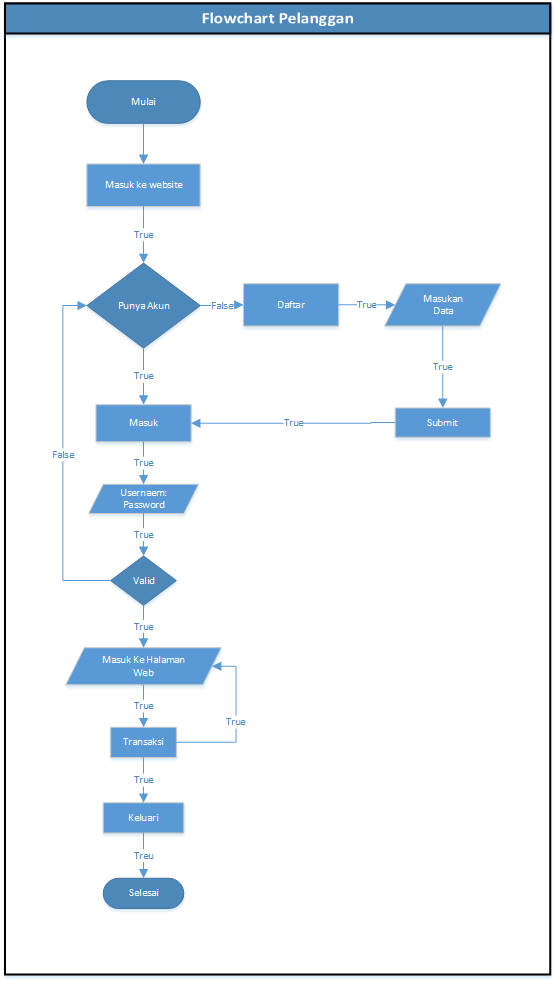 Flowchart Pelanggan
Mulai
Masuk ke website
True
Punya Akun
False
Daftar
True
Masukan
Data
True
True
Masuk
True
Submit
True
False
Usernaem:
Password
True
Valid
True
Masuk Ke Halaman
Web
True
True
Transaksi
True
Keluari
Treu
Selesai